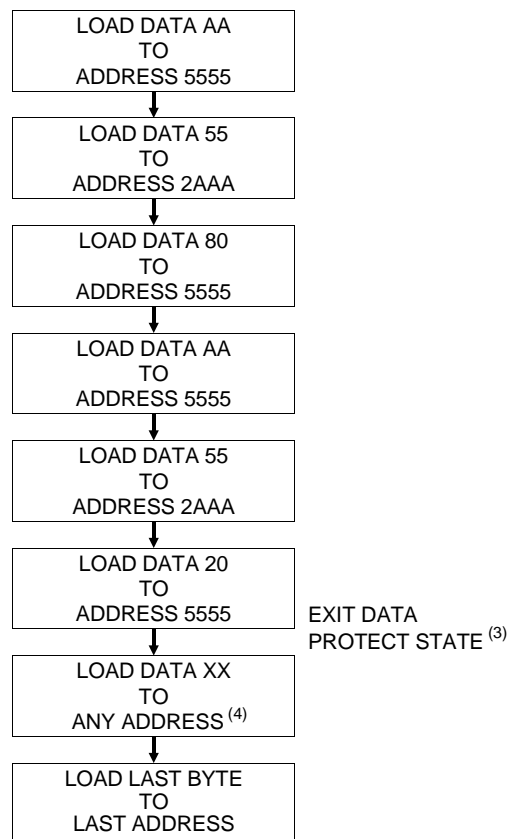 LOAD DATA AA
TO
ADDRESS 5555
LOAD DATA 55
TO
ADDRESS 2AAA
LOAD DATA 80
TO
ADDRESS 5555
LOAD DATA AA
TO
ADDRESS 5555
LOAD DATA 55
TO
ADDRESS 2AAA
LOAD DATA 20
TO
ADDRESS 5555
EXIT DATA
PROTECT STATE (3)
LOAD DATA XX
TO
ANY ADDRESS (4)
LOAD LAST BYTE
TO
LAST ADDRESS